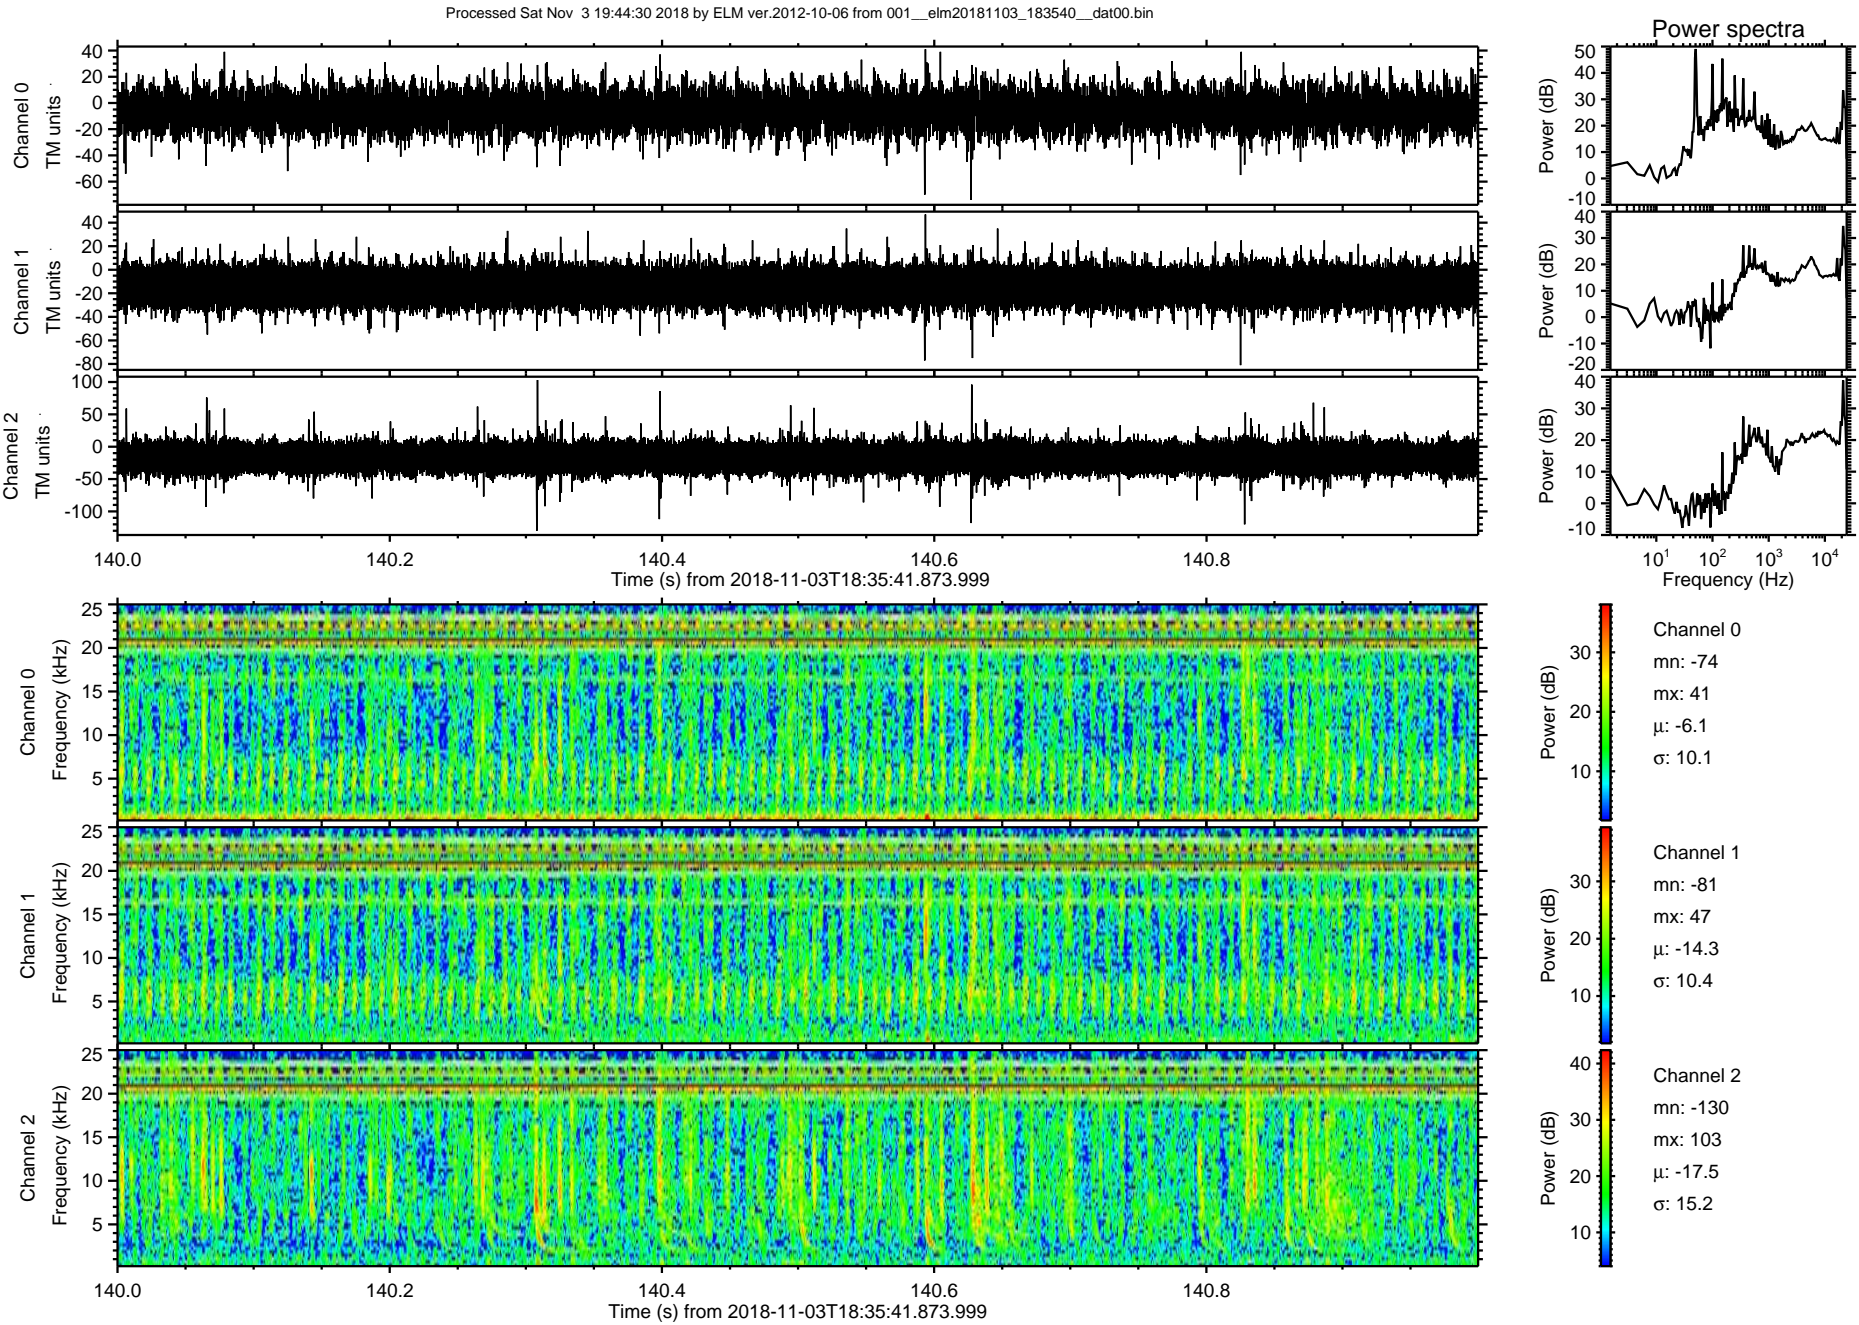 Processed Sat Nov  3 19:44:30 2018 by ELM ver.2012-10-06 from 001__elm20181103_183540__dat00.bin
Power spectra
Channel 0
TM units
40
20
0
-20
-40
-60
Power (dB)
50
40
30
20
10
0
-10
Channel 1
TM units
40
20
0
-20
-40
-60
-80
Power (dB)
40
30
20
10
0
-10
-20
Channel 2
TM units
100
50
0
-50
-100
Power (dB)
40
30
20
10
0
-10
140.0 140.2 140.4 140.6 140.8
Time (s) from 2018-11-03T18:35:41.873.999
10^1 10^2 10^3 10^4
Frequency (Hz)
Channel 0
Frequency (kHz)
25
20
15
10
5
Power (dB)
30
20
10
Channel 0
mn: -74
mx: 41
µ: -6.1
σ: 10.1
Channel 1
Frequency (kHz)
25
20
15
10
5
Power (dB)
30
20
10
Channel 1
mn: -81
mx: 47
µ: -14.3
σ: 10.4
Channel 2
Frequency (kHz)
25
20
15
10
5
Power (dB)
40
30
20
10
Channel 2
mn: -130
mx: 103
µ: -17.5
σ: 15.2
140.0 140.2 140.4 140.6 140.8
Time (s) from 2018-11-03T18:35:41.873.999